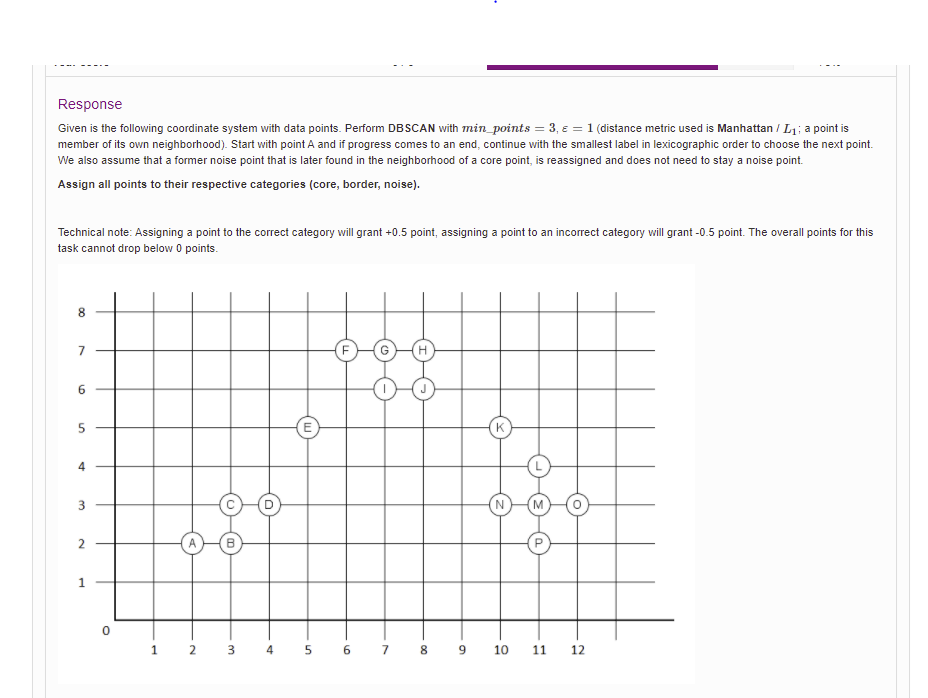 Response
Given is the following coordinate system with data points. Perform DBSCAN with min_points = 3, ε = 1 (distance metric used is Manhattan / L₁; a point is
member of its own neighborhood). Start with point A and if progress comes to an end, continue with the smallest label in lexicographic order to choose the next point.
We also assume that a former noise point that is later found in the neighborhood of a core point, is reassigned and does not need to stay a noise point.
Assign all points to their respective categories (core, border, noise).
Technical note: Assigning a point to the correct category will grant +0.5 point, assigning a point to an incorrect category will grant -0.5 point. The overall points for this
task cannot drop below 0 points.
8
7 F G H
6 I J
5 E K
4 L
3 C D N M O
2 A B P
1
0
1 2 3 4 5 6 7 8 9 10 11 12